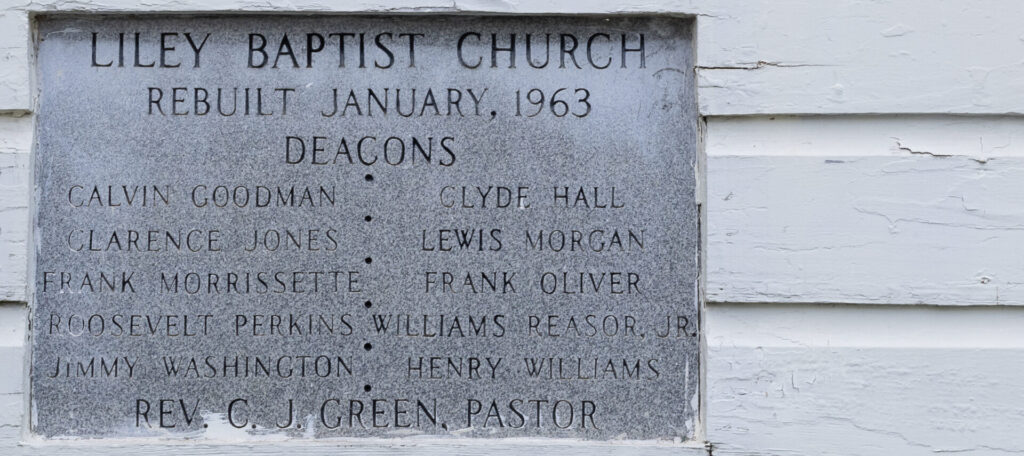 LILEY BAPTIST CHURCH
REBUILT JANUARY, 1963
DEACONS
CALVIN GOODMAN • CLYDE HALL
CLARENCE JONES • LEWIS MORGAN
FRANK MORRISSETTE • FRANK OLIVER
ROOSEVELT PERKINS • WILLIAMS REASOR, JR.
JIMMY WASHINGTON • HENRY WILLIAMS
REV. C. J. GREEN, PASTOR